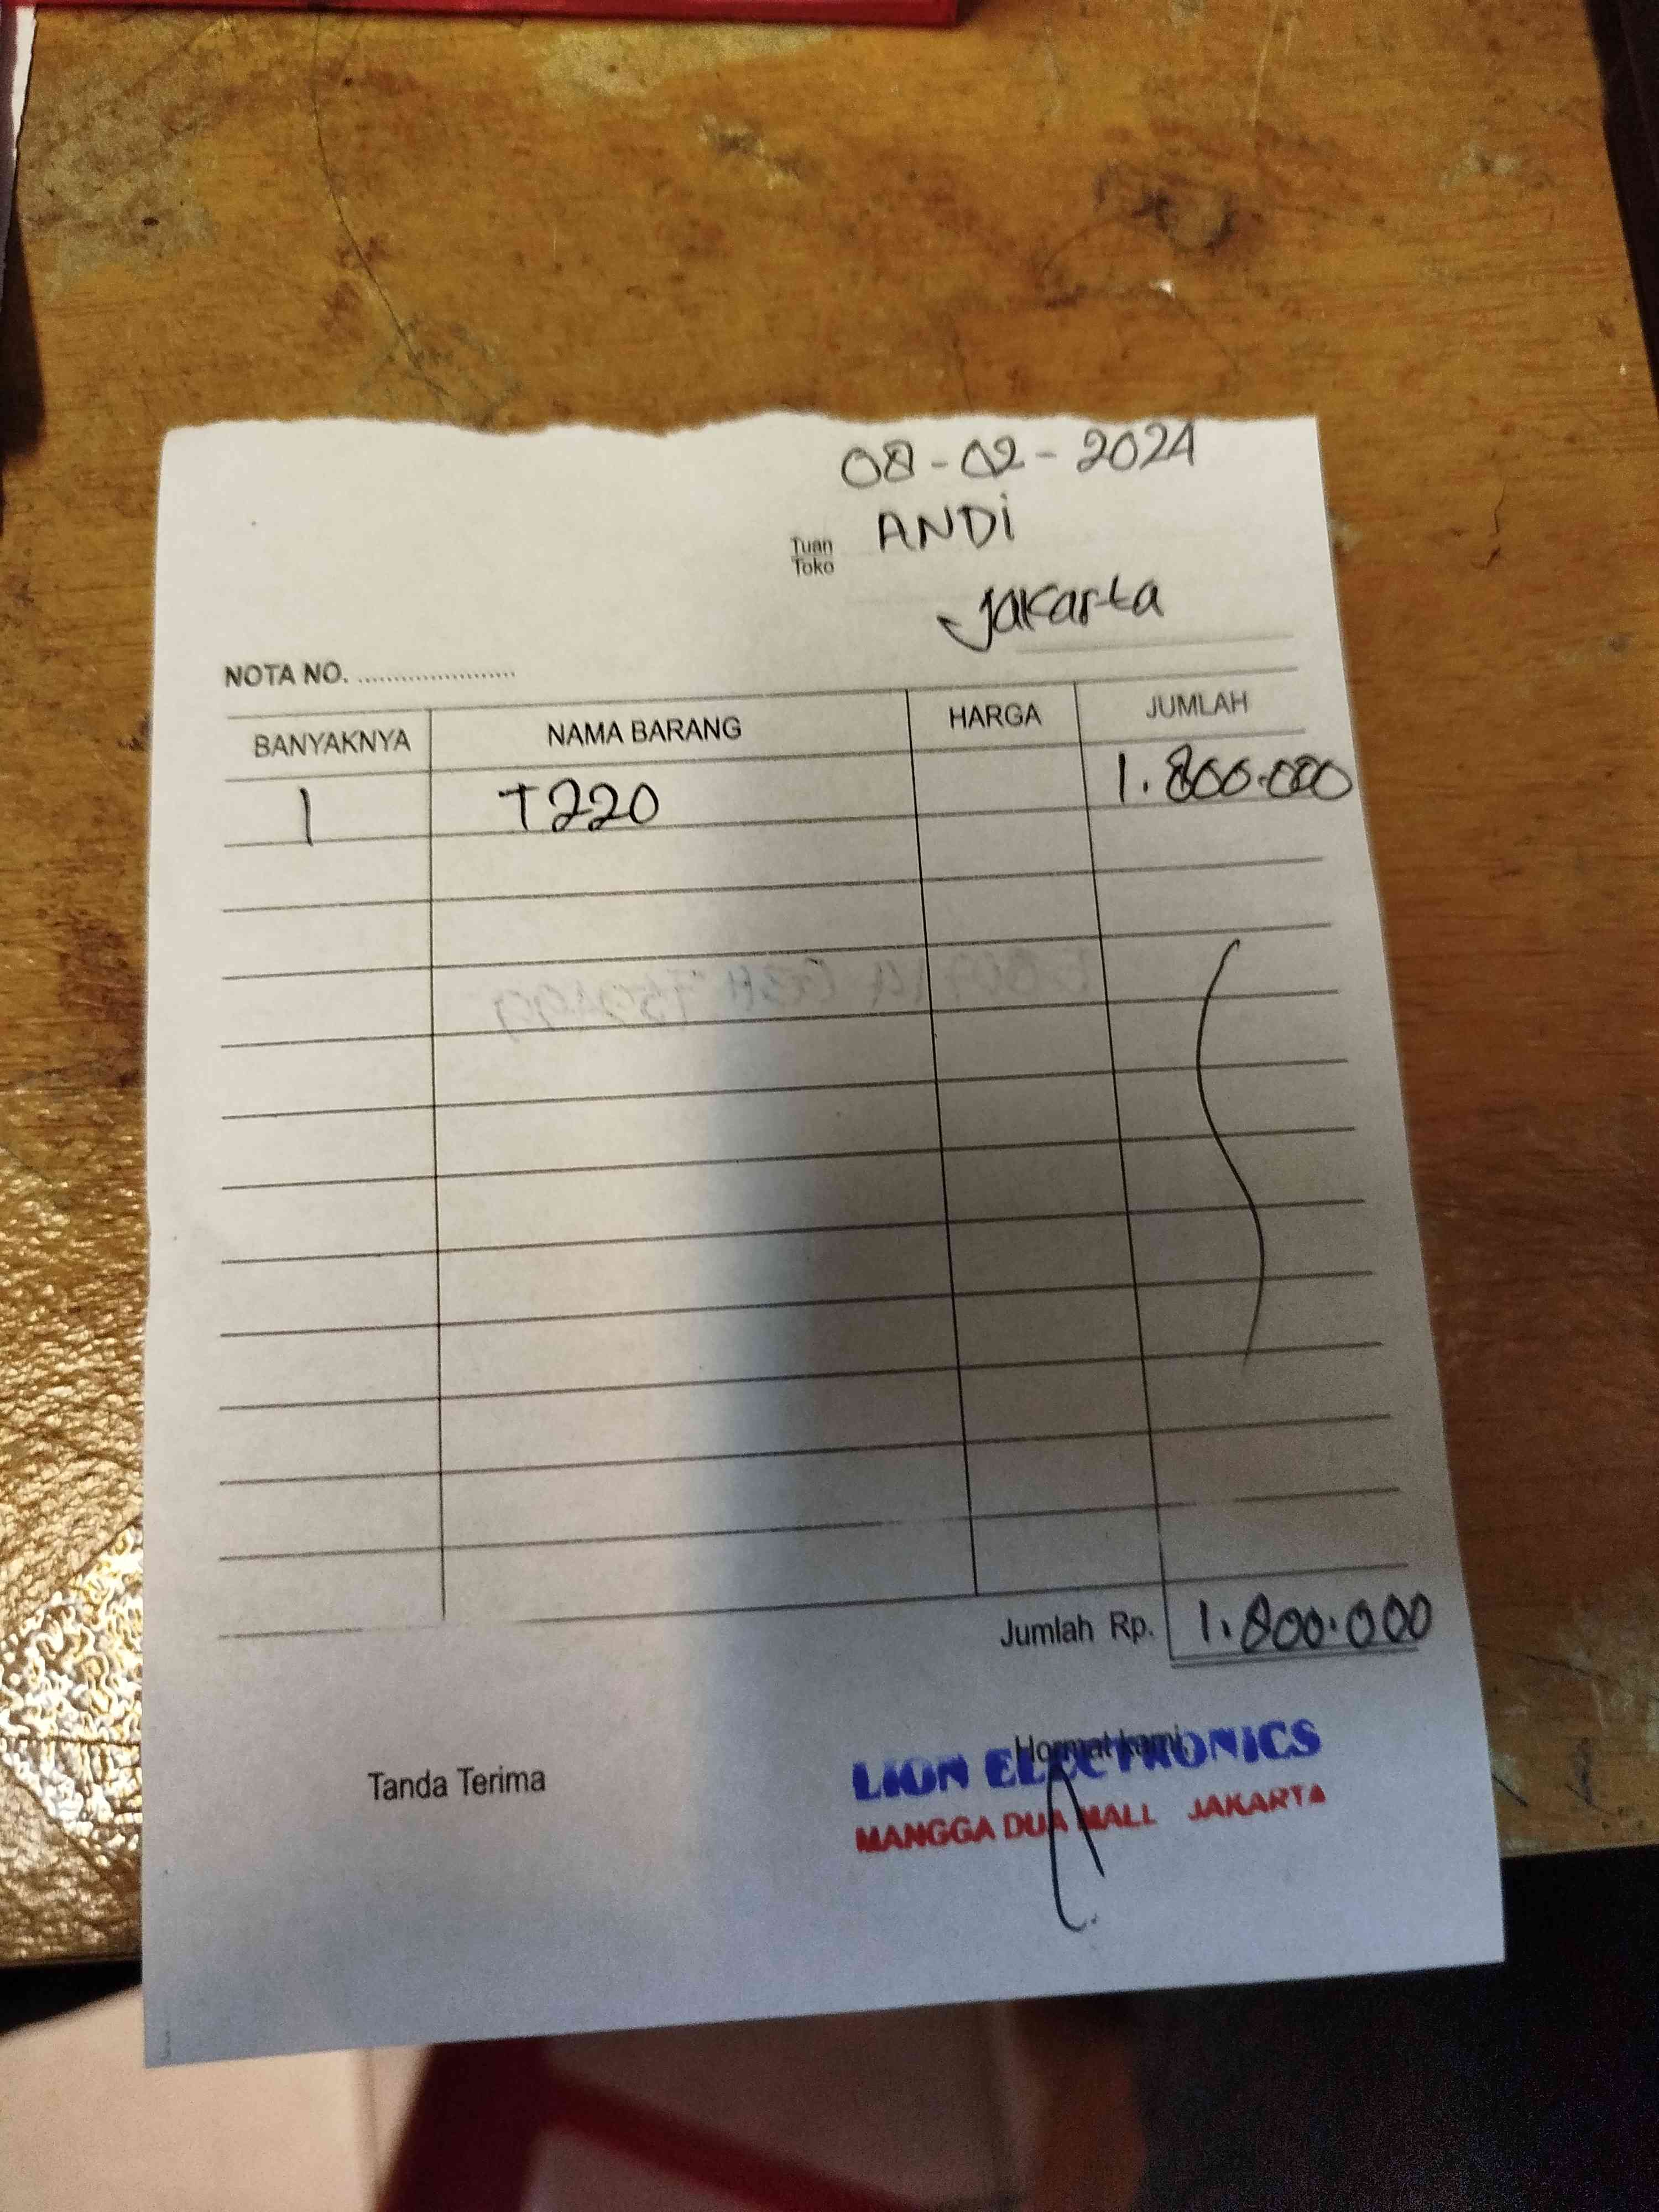 08-02-2024
Tuan ANDi
Toko
Jakarta
NOTA NO. ......................
BANYAKNYA NAMA BARANG HARGA JUMLAH
1 T220 1.800.000
Jumlah Rp. 1.800.000
Tanda Terima Hormat kami
LION ELECTRONICS
MANGGA DUA MALL JAKARTA